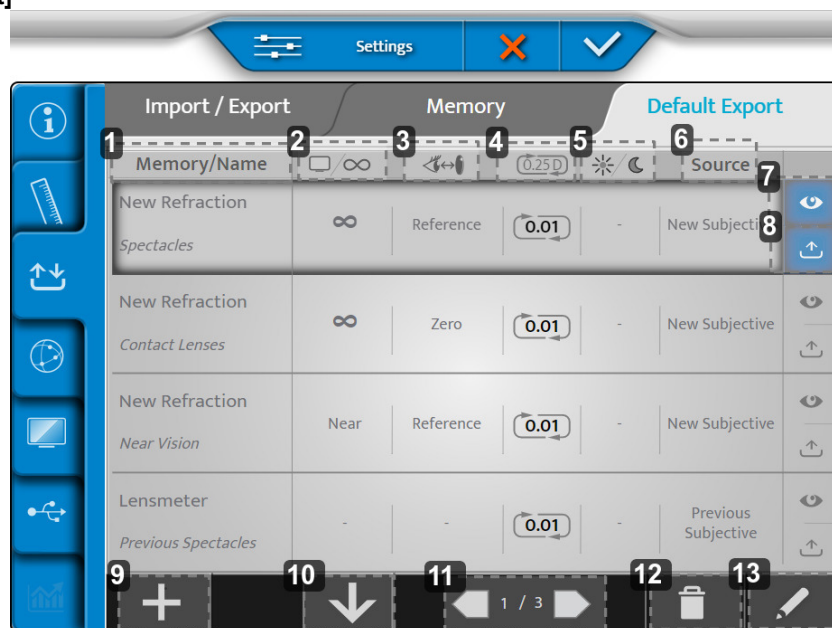 ]
Settings
Import / Export Memory Default Export
1 2 3 4 5 6
Memory/Name ∞ 0.25 D Source
7
New Refraction
∞ Reference 0.01 - New Subjecti 8
Spectacles
New Refraction
∞ Zero 0.01 - New Subjective
Contact Lenses
New Refraction
Near Reference 0.01 - New Subjective
Near Vision
Lensmeter
- - 0.01 - Previous
Subjective
Previous Spectacles
9 10 11 12 13
1 / 3